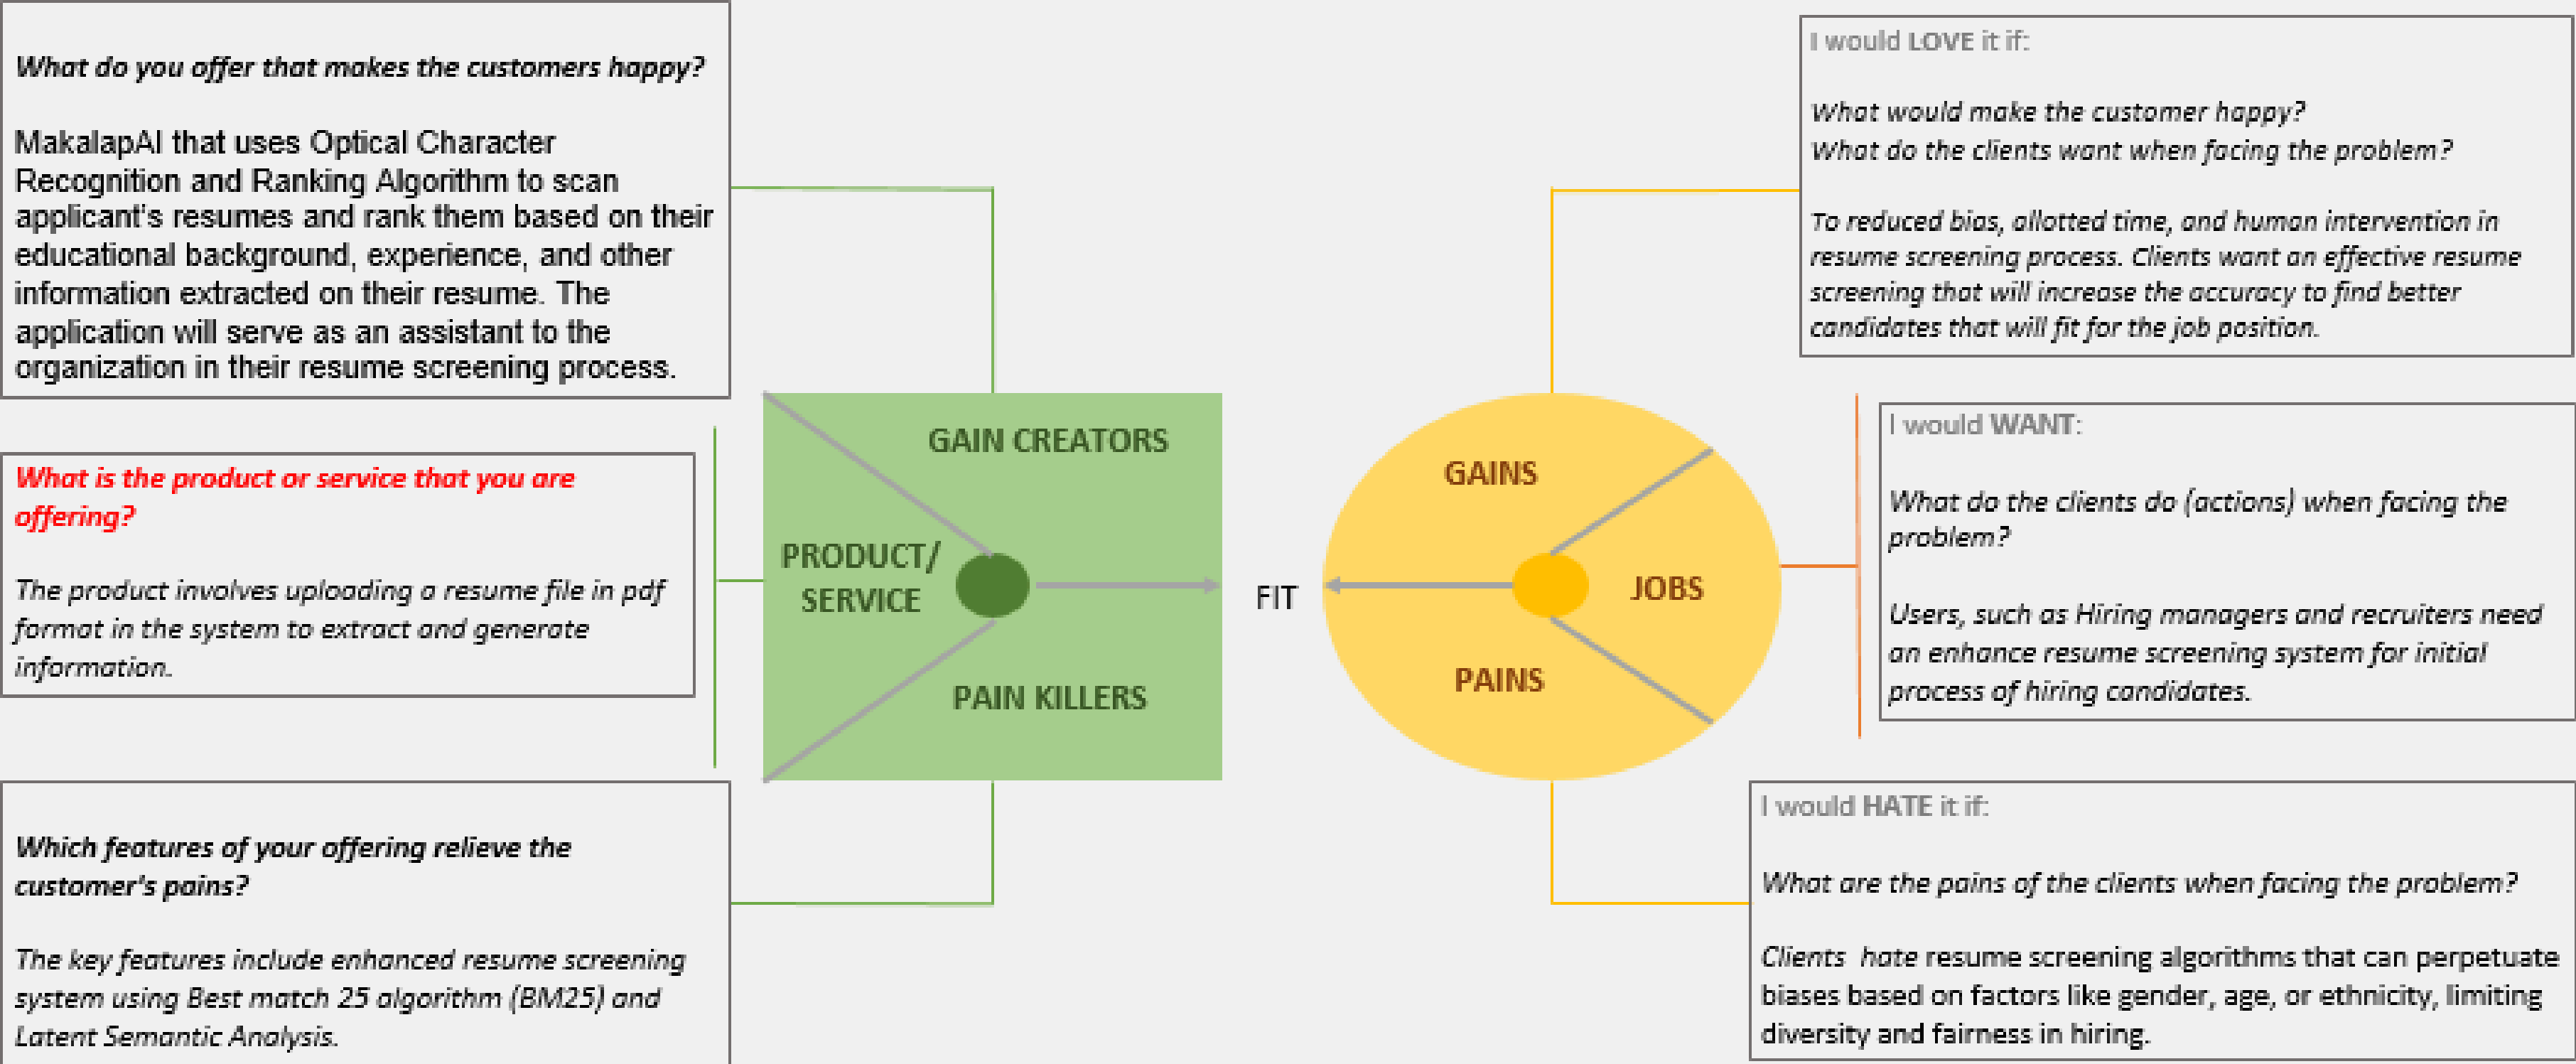 What do you offer that makes the customers happy?
MakalapAI that uses Optical Character
Recognition and Ranking Algorithm to scan
applicant's resumes and rank them based on their
educational background, experience, and other
information extracted on their resume. The
application will serve as an assistant to the
organization in their resume screening process.
What is the product or service that you are
offering?
The product involves uploading a resume file in pdf
format in the system to extract and generate
information.
Which features of your offering relieve the
customer's pains?
The key features include enhanced resume screening
system using Best match 25 algorithm (BM25) and
Latent Semantic Analysis.
GAIN CREATORS
PRODUCT/
SERVICE
PAIN KILLERS
FIT
GAINS
JOBS
PAINS
I would LOVE it if:
What would make the customer happy?
What do the clients want when facing the problem?
To reduced bias, allotted time, and human intervention in
resume screening process. Clients want an effective resume
screening that will increase the accuracy to find better
candidates that will fit for the job position.
I would WANT:
What do the clients do (actions) when facing the
problem?
Users, such as Hiring managers and recruiters need
an enhance resume screening system for initial
process of hiring candidates.
I would HATE it if:
What are the pains of the clients when facing the problem?
Clients hate resume screening algorithms that can perpetuate
biases based on factors like gender, age, or ethnicity, limiting
diversity and fairness in hiring.